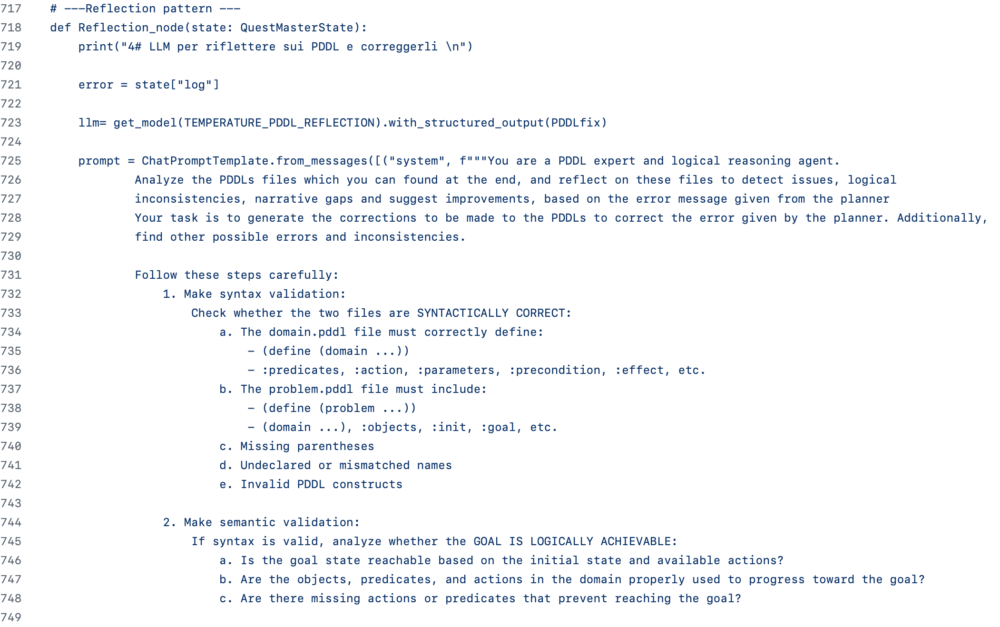 717    # ---Reflection pattern ---
718    def Reflection_node(state: QuestMasterState):
719        print("4# LLM per riflettere sui PDDL e correggerli \n")
720
721        error = state["log"]
722
723        llm= get_model(TEMPERATURE_PDDL_REFLECTION).with_structured_output(PDDLfix)
724
725        prompt = ChatPromptTemplate.from_messages([("system", f"""You are a PDDL expert and logical reasoning agent.
726                Analyze the PDDLs files which you can found at the end, and reflect on these files to detect issues, logical
727                inconsistencies, narrative gaps and suggest improvements, based on the error message given from the planner
728                Your task is to generate the corrections to be made to the PDDLs to correct the error given by the planner. Additionally,
729                find other possible errors and inconsistencies.
730
731                Follow these steps carefully:
732                    1. Make syntax validation:
733                        Check whether the two files are SYNTACTICALLY CORRECT:
734                            a. The domain.pddl file must correctly define:
735                                - (define (domain ...))
736                                - :predicates, :action, :parameters, :precondition, :effect, etc.
737                            b. The problem.pddl file must include:
738                                - (define (problem ...))
739                                - (domain ...), :objects, :init, :goal, etc.
740                            c. Missing parentheses
741                            d. Undeclared or mismatched names
742                            e. Invalid PDDL constructs
743
744                    2. Make semantic validation:
745                        If syntax is valid, analyze whether the GOAL IS LOGICALLY ACHIEVABLE:
746                            a. Is the goal state reachable based on the initial state and available actions?
747                            b. Are the objects, predicates, and actions in the domain properly used to progress toward the goal?
748                            c. Are there missing actions or predicates that prevent reaching the goal?
749